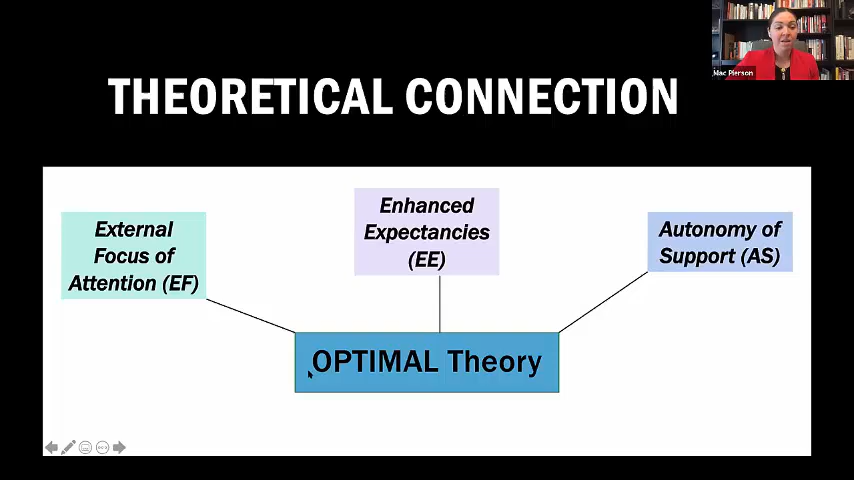 Mac Pierson
THEORETICAL CONNECTION
External
Focus of
Attention (EF)
Enhanced
Expectancies
(EE)
Autonomy of
Support (AS)
OPTIMAL Theory